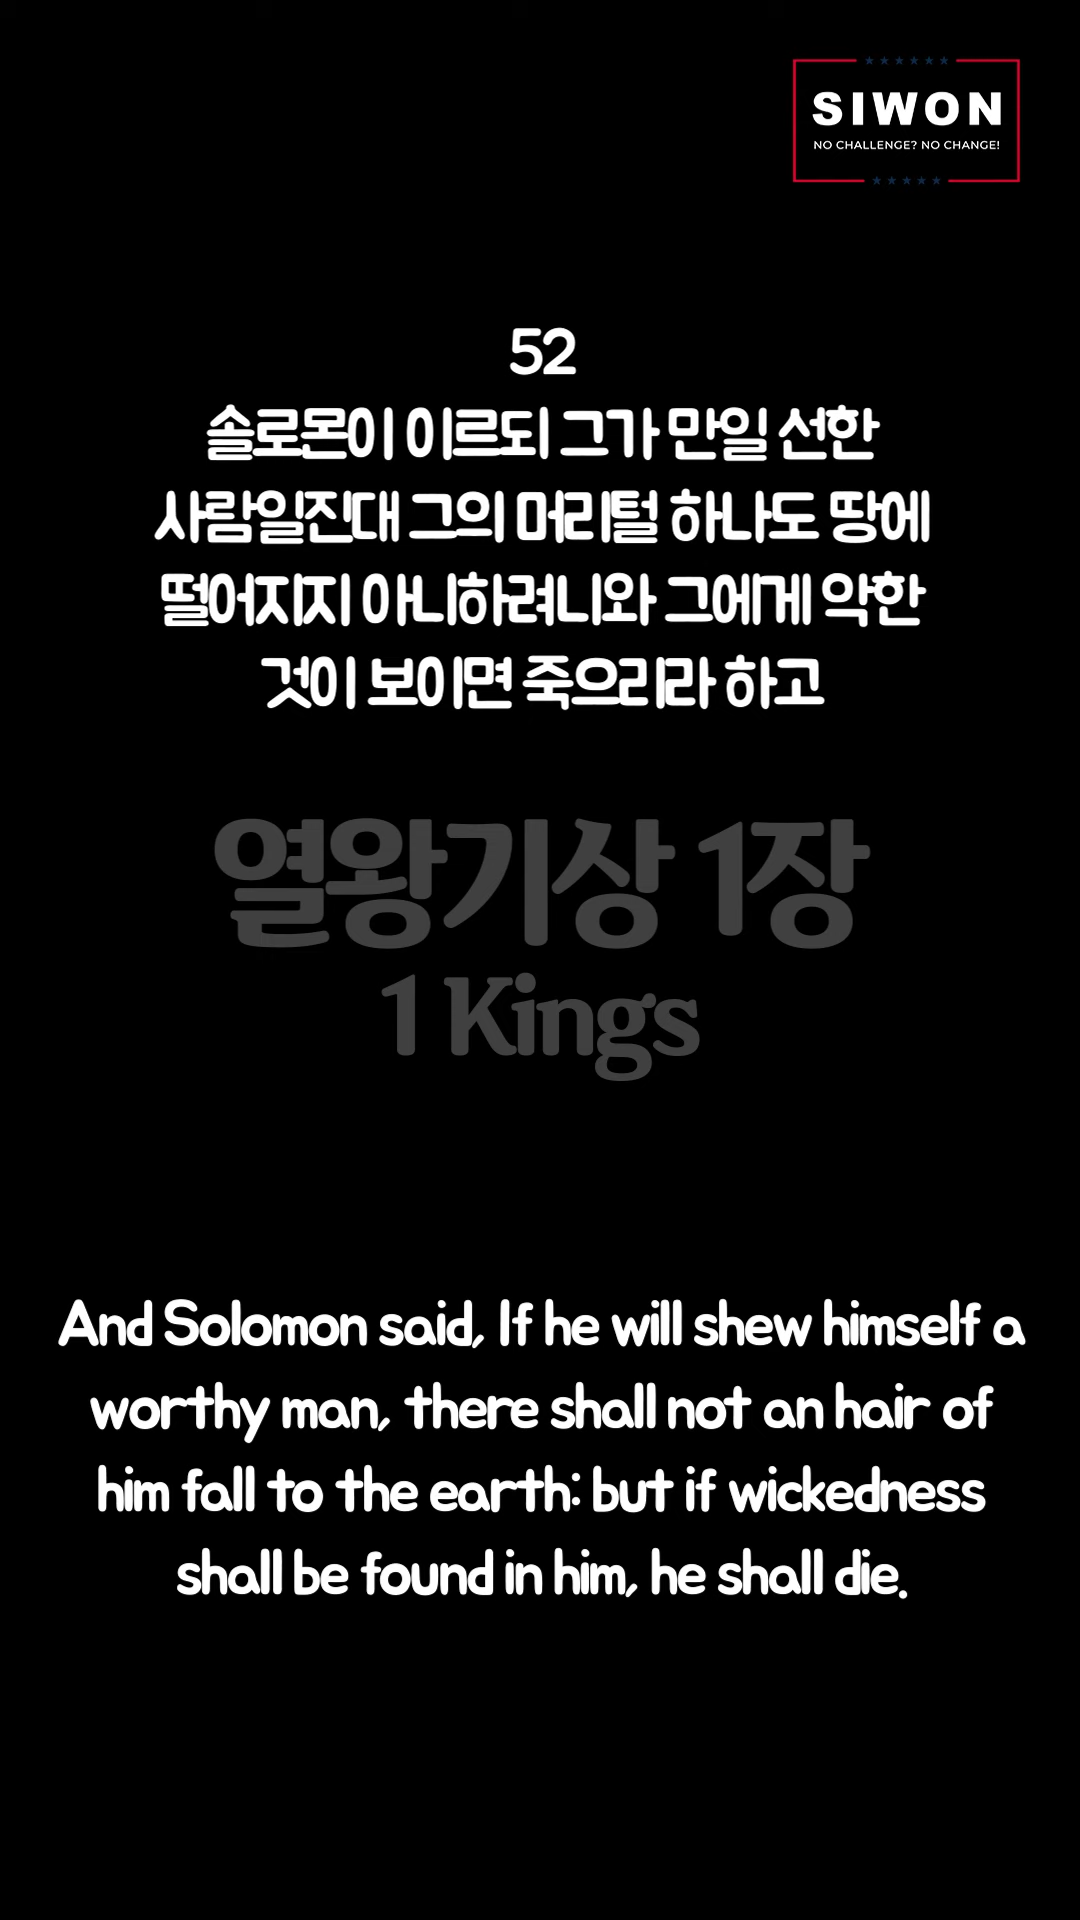 SIWON
NO CHALLENGE? NO CHANGE!
52
솔로몬이 이르되 그가 만일 선한
사람일진대 그의 머리털 하나도 땅에
떨어지지 아니하려니와 그에게 악한
것이 보이면 죽으리라 하고
열왕기상 1장
1 Kings
And Solomon said, If he will shew himself a
worthy man, there shall not an hair of
him fall to the earth: but if wickedness
shall be found in him, he shall die.